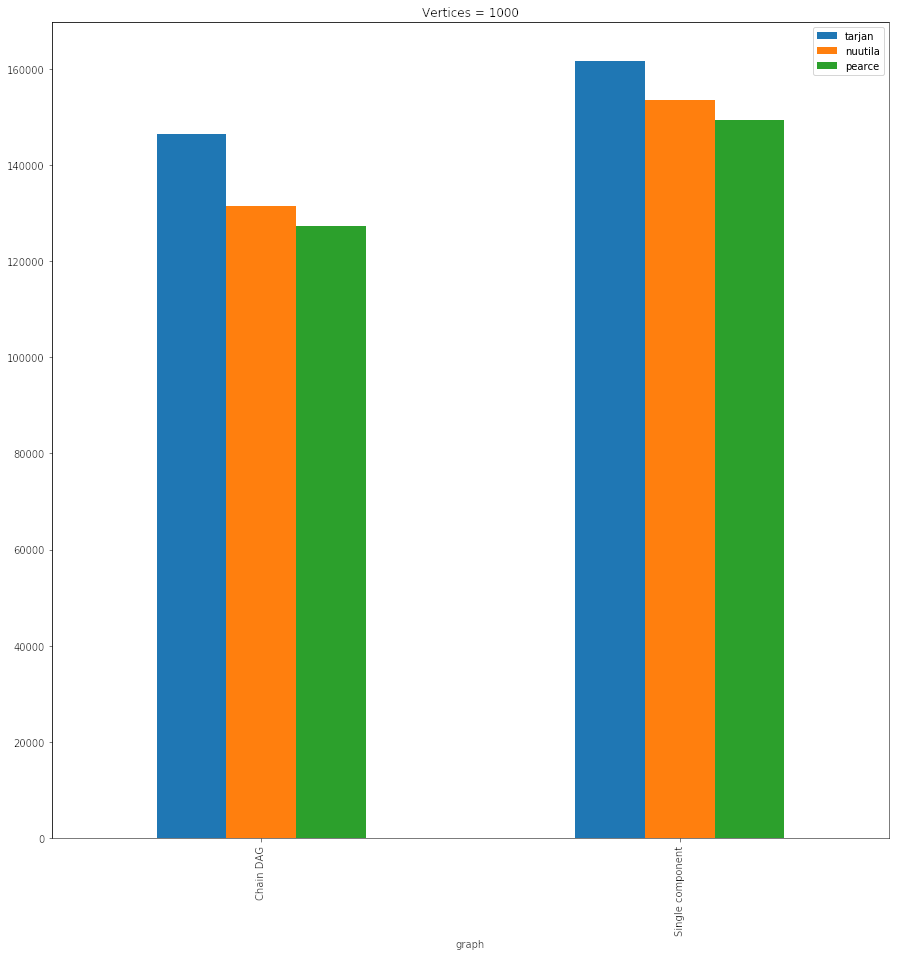 Vertices = 1000
tarjan
nuutila
pearce
160000
140000
120000
100000
80000
60000
40000
20000
0
Chain DAG
Single component
graph